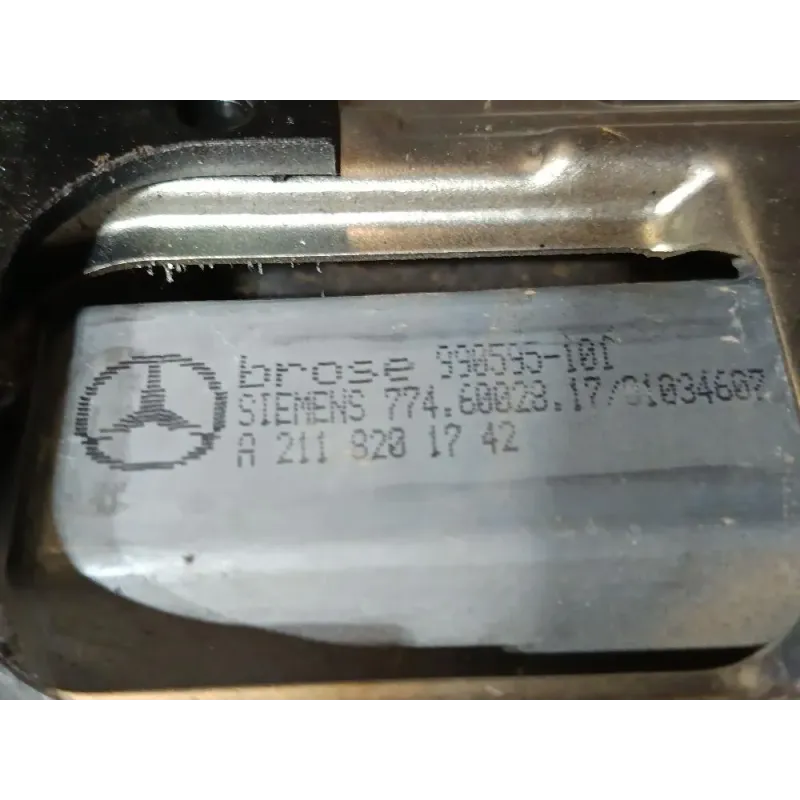 brose 990595-101
SIEMENS 774.60028.17/01034607
A 211 820 17 42